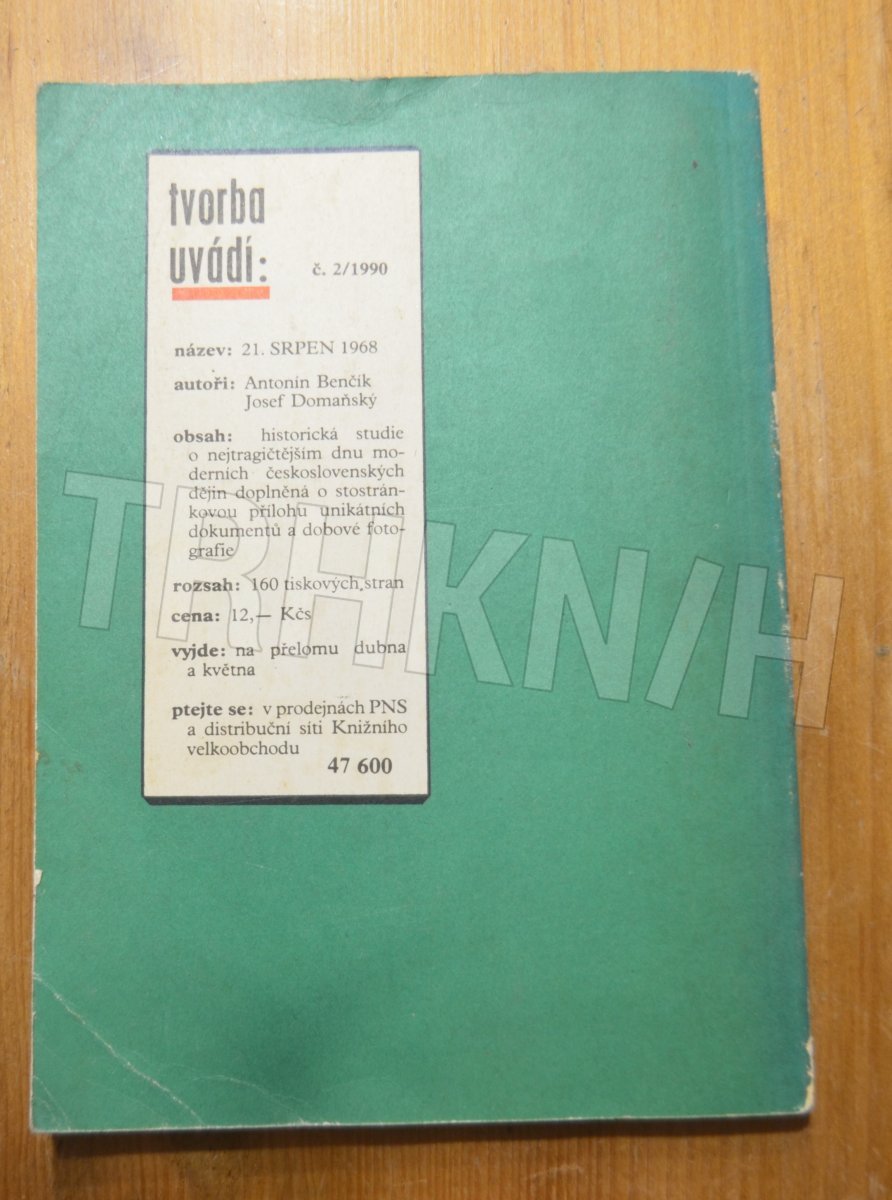 tvorba
uvádí:
č. 2/1990
název: 21. SRPEN 1968
autoři: Antonín Benčík
Josef Domaňský
obsah: historická studie
o nejtragičtějším dnu mo-
derních československých
dějin doplněná o stostrán-
kovou přílohu unikátních
dokumentů a dobové foto-
grafie
rozsah: 160 tiskových stran
cena: 12,— Kčs
vyjde: na přelomu dubna
a května
ptejte se: v prodejnách PNS
a distribuční síti Knižního
velkoobchodu
47 600
TRHKNIH